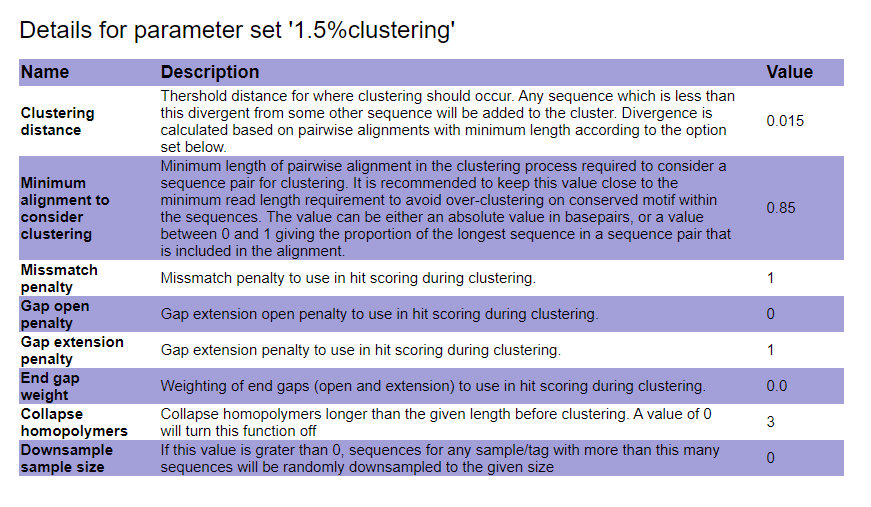 Details for parameter set '1.5%clustering'
Name Description Value
Clustering distance
Thershold distance for where clustering should occur. Any sequence which is less than
this divergent from some other sequence will be added to the cluster. Divergence is
calculated based on pairwise alignments with minimum length according to the option
set below.
0.015
Minimum
alignment to
consider
clustering
Minimum length of pairwise alignment in the clustering process required to consider a
sequence pair for clustering. It is recommended to keep this value close to the
minimum read length requirement to avoid over-clustering on conserved motif within
the sequences. The value can be either an absolute value in basepairs, or a value
between 0 and 1 giving the proportion of the longest sequence in a sequence pair that
is included in the alignment.
0.85
Missmatch
penalty
Missmatch penalty to use in hit scoring during clustering.
1
Gap open
penalty
Gap extension open penalty to use in hit scoring during clustering.
0
Gap extension
penalty
Gap extension penalty to use in hit scoring during clustering.
1
End gap
weight
Weighting of end gaps (open and extension) to use in hit scoring during clustering.
0.0
Collapse
homopolymers
Collapse homopolymers longer than the given length before clustering. A value of 0
will turn this function off
3
Downsample
sample size
If this value is grater than 0, sequences for any sample/tag with more than this many
sequences will be randomly downsampled to the given size
0